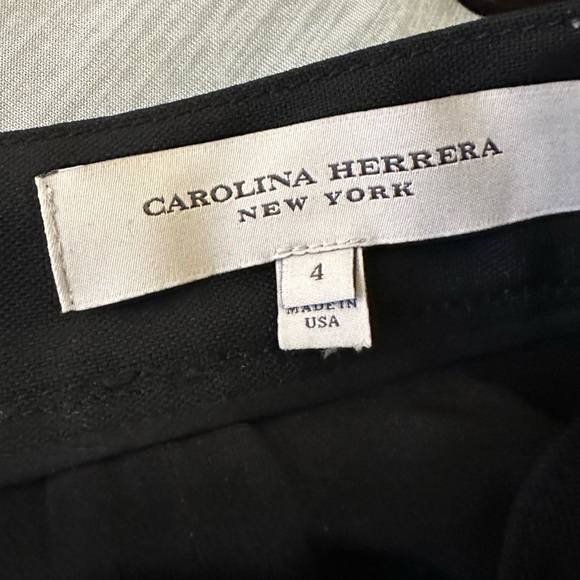 CAROLINA HERRERA
NEW YORK
4
MADE IN
USA